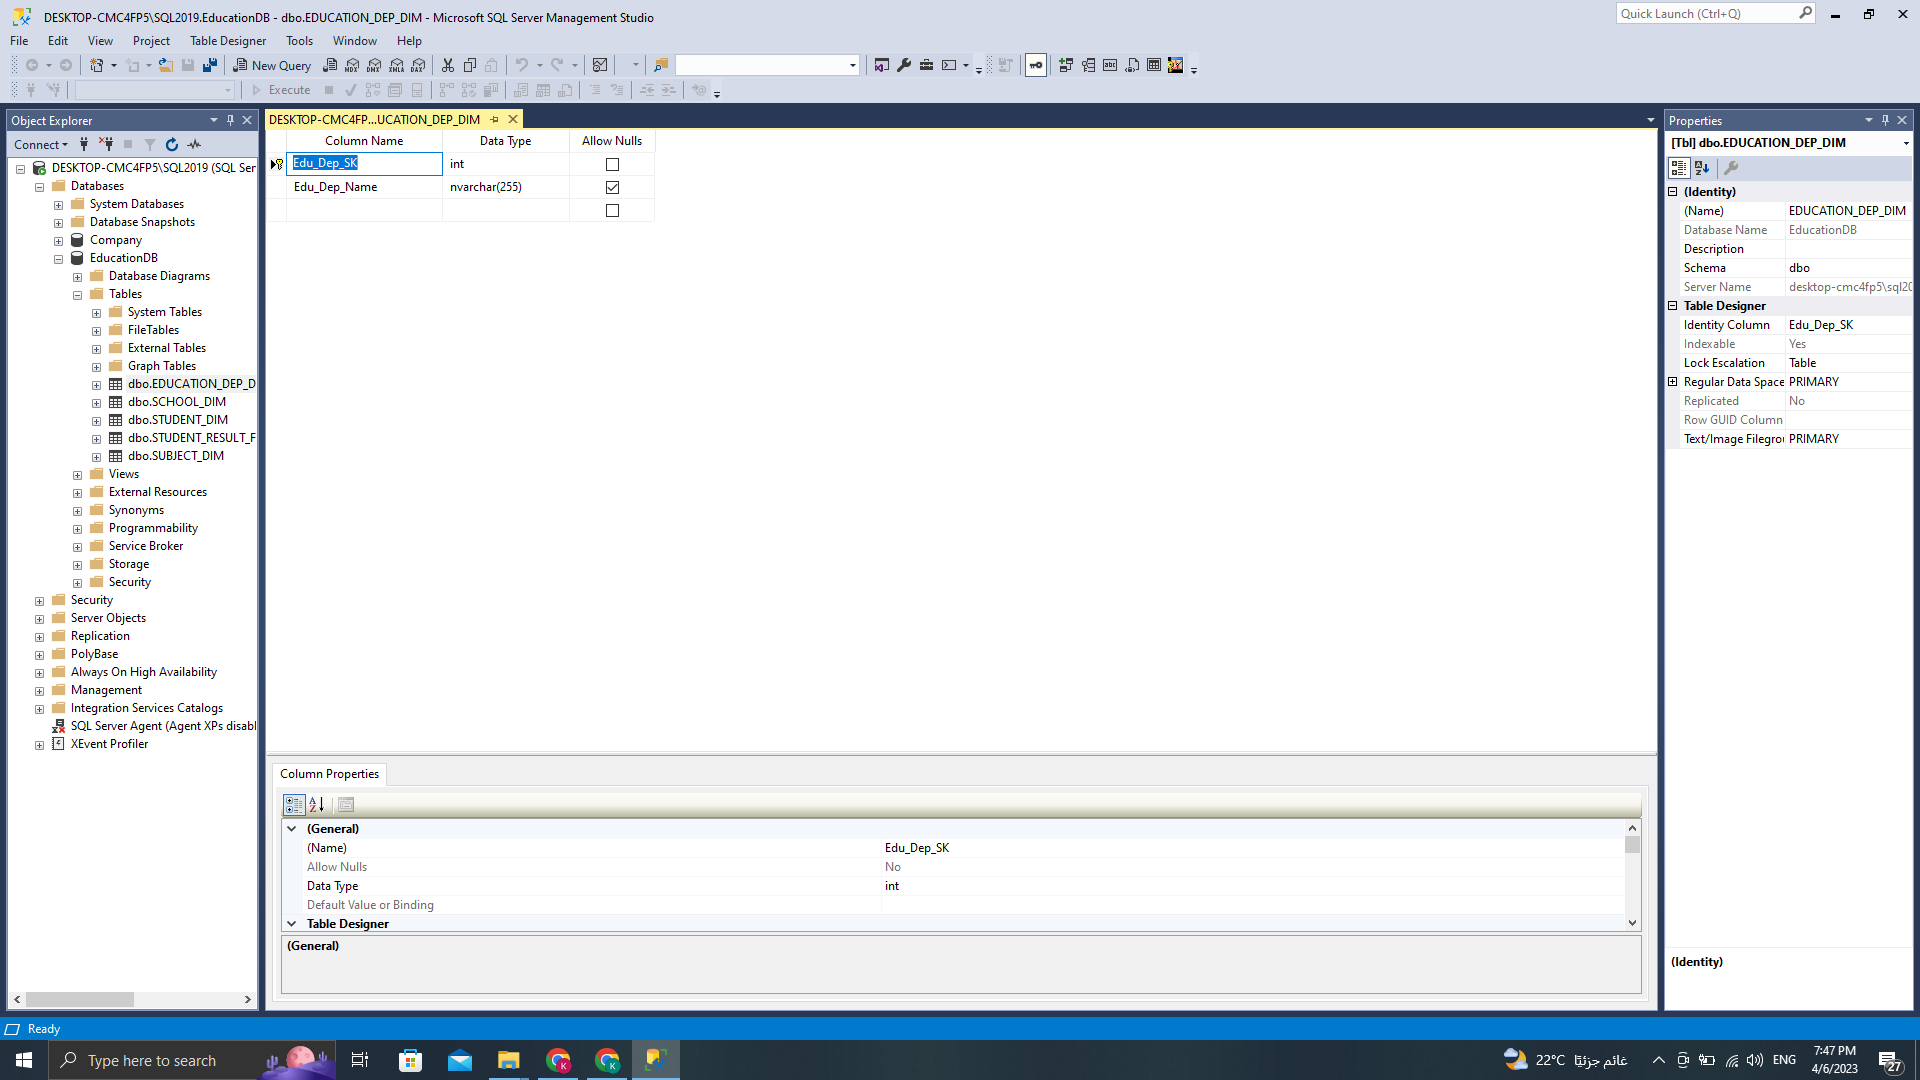 DESKTOP-CMC4FP5\SQL2019.EducationDB - dbo.EDUCATION_DEP_DIM - Microsoft SQL Server Management Studio
Quick Launch (Ctrl+Q)
File Edit View Project Table Designer Tools Window Help
New Query
MDX DMX XMLA DAX
Execute
Object Explorer
Connect
DESKTOP-CMC4FP5\SQL2019 (SQL Ser
Databases
System Databases
Database Snapshots
Company
EducationDB
Database Diagrams
Tables
System Tables
FileTables
External Tables
Graph Tables
dbo.EDUCATION_DEP_D
dbo.SCHOOL_DIM
dbo.STUDENT_DIM
dbo.STUDENT_RESULT_F
dbo.SUBJECT_DIM
Views
External Resources
Synonyms
Programmability
Service Broker
Storage
Security
Security
Server Objects
Replication
PolyBase
Always On High Availability
Management
Integration Services Catalogs
SQL Server Agent (Agent XPs disabl
XEvent Profiler
DESKTOP-CMC4FP...UCATION_DEP_DIM
Column Name Data Type Allow Nulls
Edu_Dep_SK int
Edu_Dep_Name nvarchar(255)
Column Properties
(General)
(Name) Edu_Dep_SK
Allow Nulls No
Data Type int
Default Value or Binding
Table Designer
(General)
Properties
[Tbl] dbo.EDUCATION_DEP_DIM
(Identity)
(Name) EDUCATION_DEP_DIM
Database Name EducationDB
Description
Schema dbo
Server Name desktop-cmc4fp5\sql20
Table Designer
Identity Column Edu_Dep_SK
Indexable Yes
Lock Escalation Table
Regular Data Space PRIMARY
Replicated No
Row GUID Column
Text/Image Filegrou PRIMARY
(Identity)
Ready
Type here to search
22°C غائم جزئيًا
ENG
7:47 PM
4/6/2023
27